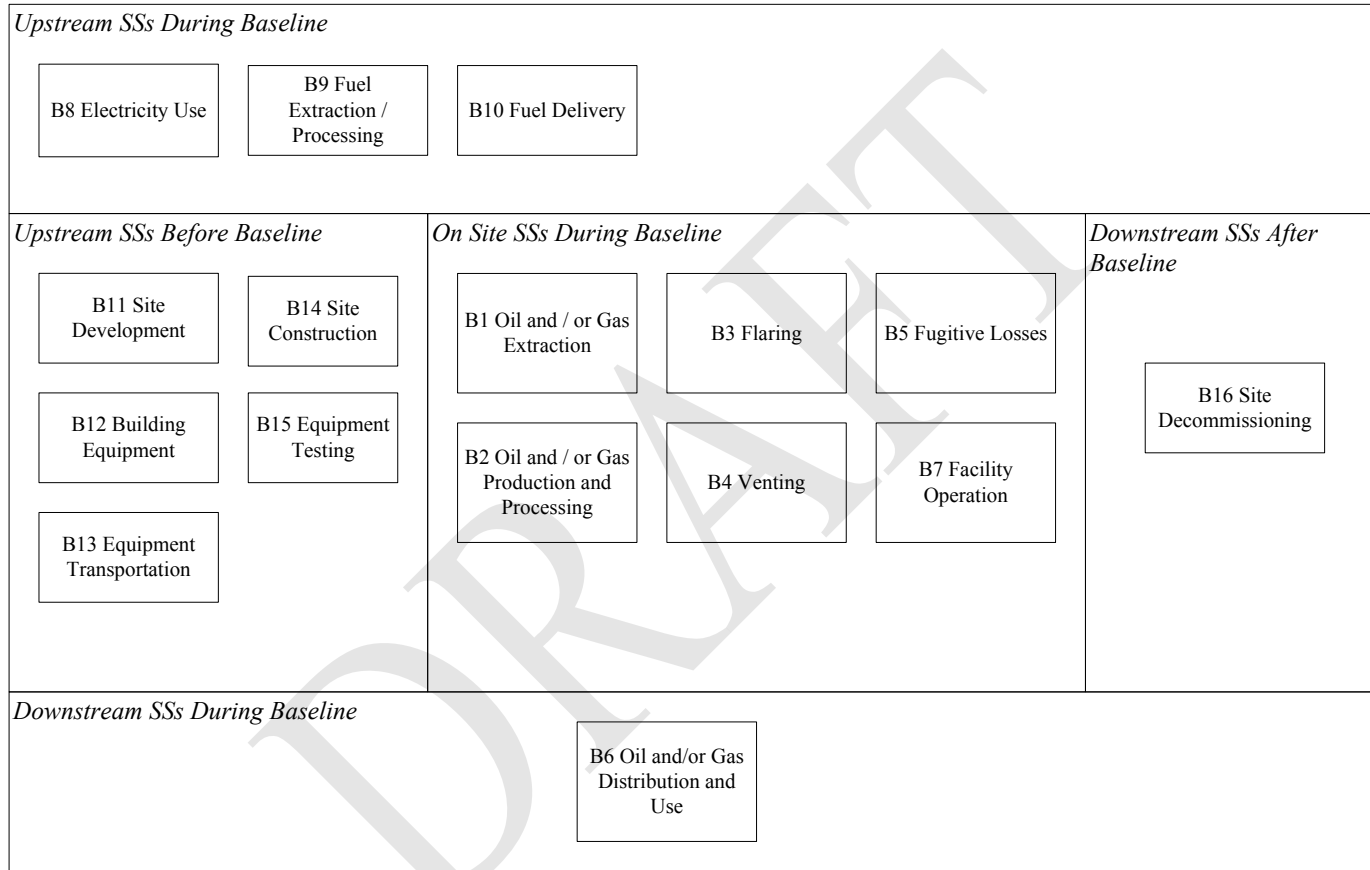 Upstream SSs During Baseline
B8 Electricity Use
B9 Fuel
Extraction /
Processing
B10 Fuel Delivery
Upstream SSs Before Baseline
B11 Site
Development
B14 Site
Construction
B12 Building
Equipment
B15 Equipment
Testing
B13 Equipment
Transportation
On Site SSs During Baseline
B1 Oil and / or Gas
Extraction
B3 Flaring
B5 Fugitive Losses
B2 Oil and / or Gas
Production and
Processing
B4 Venting
B7 Facility
Operation
Downstream SSs After
Baseline
B16 Site
Decommissioning
Downstream SSs During Baseline
B6 Oil and/or Gas
Distribution and
Use
DRAFT